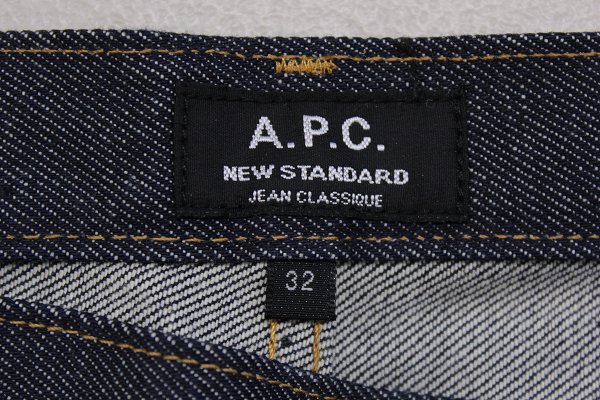 A.P.C.
NEW STANDARD
JEAN CLASSIQUE
32